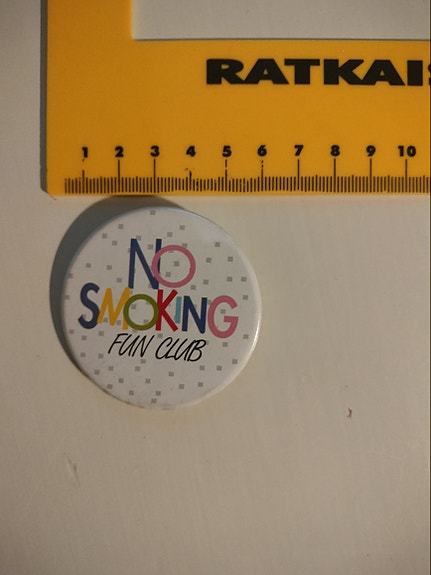 RATKAIS
1 2 3 4 5 6 7 8 9 10
NO
SMOKING
FUN CLUB